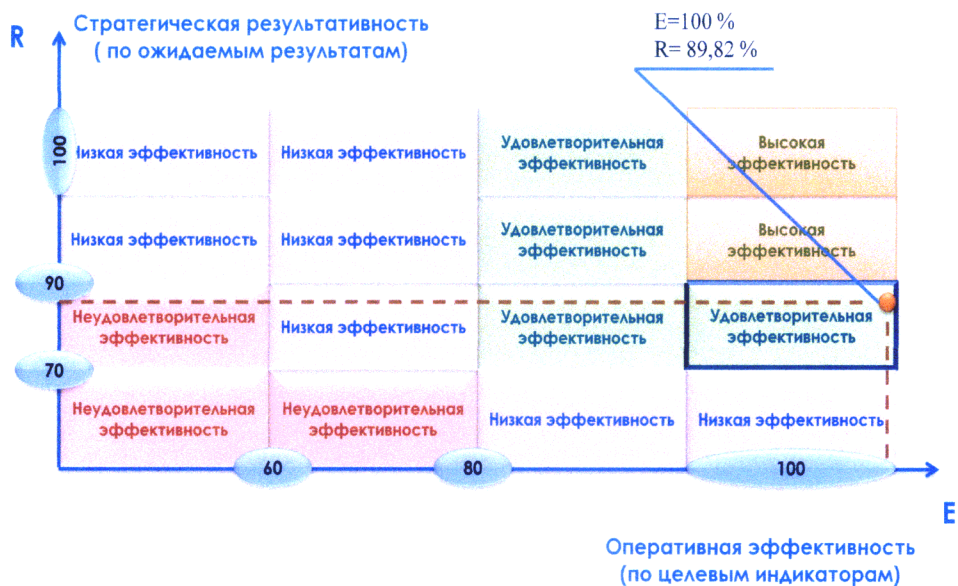 R
Стратегическая результативность
( по ожидаемым результатам)
E=100 %
R= 89,82 %
100
Низкая эффективность
Низкая эффективность
Удовлетворительная
эффективность
Высокая
эффективность
Низкая эффективность
Низкая эффективность
Удовлетворительная
эффективность
Высокая
эффективность
90
Неудовлетворительная
эффективность
Низкая эффективность
Удовлетворительная
эффективность
Удовлетворительная
эффективность
70
Неудовлетворительная
эффективность
Неудовлетворительная
эффективность
Низкая эффективность
Низкая эффективность
60
80
100
E
Оперативная эффективность
(по целевым индикаторам)